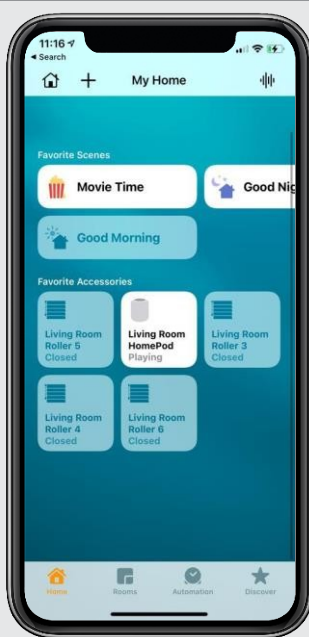 11:16
◀ Search
My Home
Favorite Scenes
Movie Time
Good Nig
Good Morning
Favorite Accessories
Living Room
Roller 5
Closed
Living Room
HomePod
Playing
Living Room
Roller 3
Closed
Living Room
Roller 4
Closed
Living Room
Roller 6
Closed
Home
Rooms
Automation
Discover